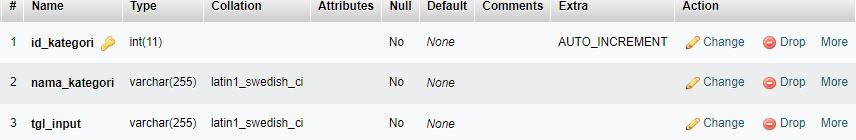 # Name Type Collation Attributes Null Default Comments Extra Action
1 id_kategori int(11) No None AUTO_INCREMENT Change Drop More
2 nama_kategori varchar(255) latin1_swedish_ci No None Change Drop More
3 tgl_input varchar(255) latin1_swedish_ci No None Change Drop More